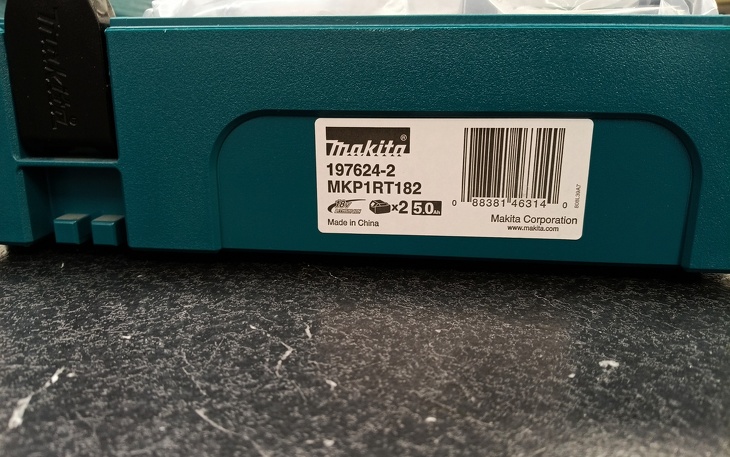 Makita
Makita®
197624-2
MKP1RT182
18V
×2 5.0Ah
Made in China
0 88381 46314 0
Makita Corporation
www.makita.com